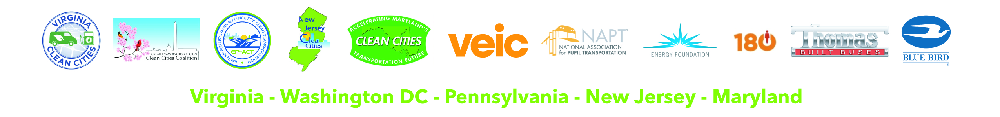 VIRGINIA
CLEAN CITIES
GREATER WASHINGTON REGION
Clean Cities Coalition
EASTERN PENNSYLVANIA ALLIANCE FOR CLEAN TRANSPORTATION
EP-ACT
New
Jersey
Clean
Cities
ACCELERATING MARYLAND'S
CLEAN CITIES
TRANSPORTATION FUTURE
veic
NAPT
NATIONAL ASSOCIATION
for PUPIL TRANSPORTATION
ENERGY FOUNDATION
180
Thomas
BUILT BUSES
BLUE BIRD
®
Virginia - Washington DC - Pennsylvania - New Jersey - Maryland